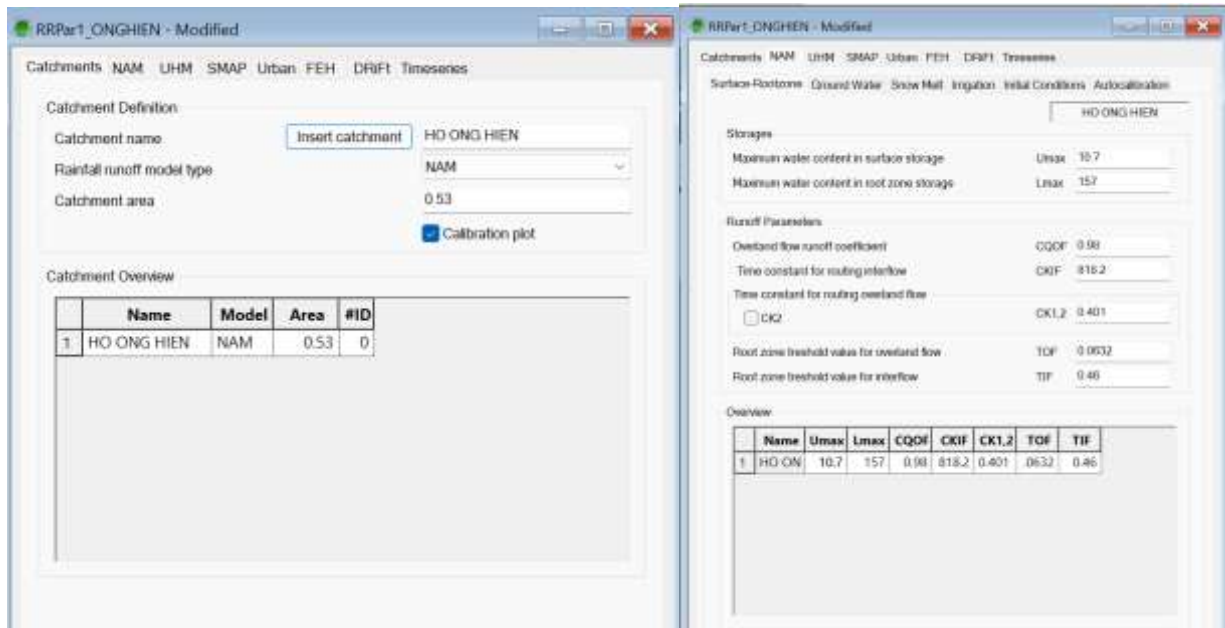 RRPar1_ONGHIEN - Modified
Catchments NAM UHM SMAP Urban FEH DRiFt Timeseries
Catchment Definition
Catchment name Insert catchment HO ONG HIEN
Rainfall runoff model type NAM
Catchment area 0.53
Calibration plot
Catchment Overview
Name Model Area #ID
1 HO ONG HIEN NAM 0.53 0
RRPar1_ONGHIEN - Modified
Catchments NAM UHM SMAP Urban FEH DRiFt Timeseries
Surface-Rootzone Ground Water Snow Melt Irrigation Initial Conditions Autocalibration
HO ONG HIEN
Storages
Maximum water content in surface storage Umax 10.7
Maximum water content in root zone storage Lmax 157
Runoff Parameters
Overland flow runoff coefficient CQOF 0.98
Time constant for routing interflow CKIF 818.2
Time constant for routing overland flow
CK2 CK1,2 0.401
Root zone treshold value for overland flow TOF 0.0632
Root zone treshold value for interflow TIF 0.46
Overview
Name Umax Lmax CQOF CKIF CK1,2 TOF TIF
1 HO ON 10.7 157 0.98 818.2 0.401 .0632 0.46